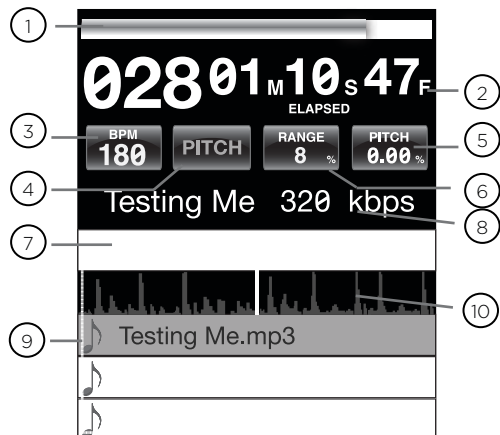 1
028 01 M 10 S 47 F
2
ELAPSED
3
BPM
180
PITCH
RANGE
8 %
PITCH
0.00 %
5
4
6
Testing Me 320 kbps
8
7
10
9
Testing Me.mp3